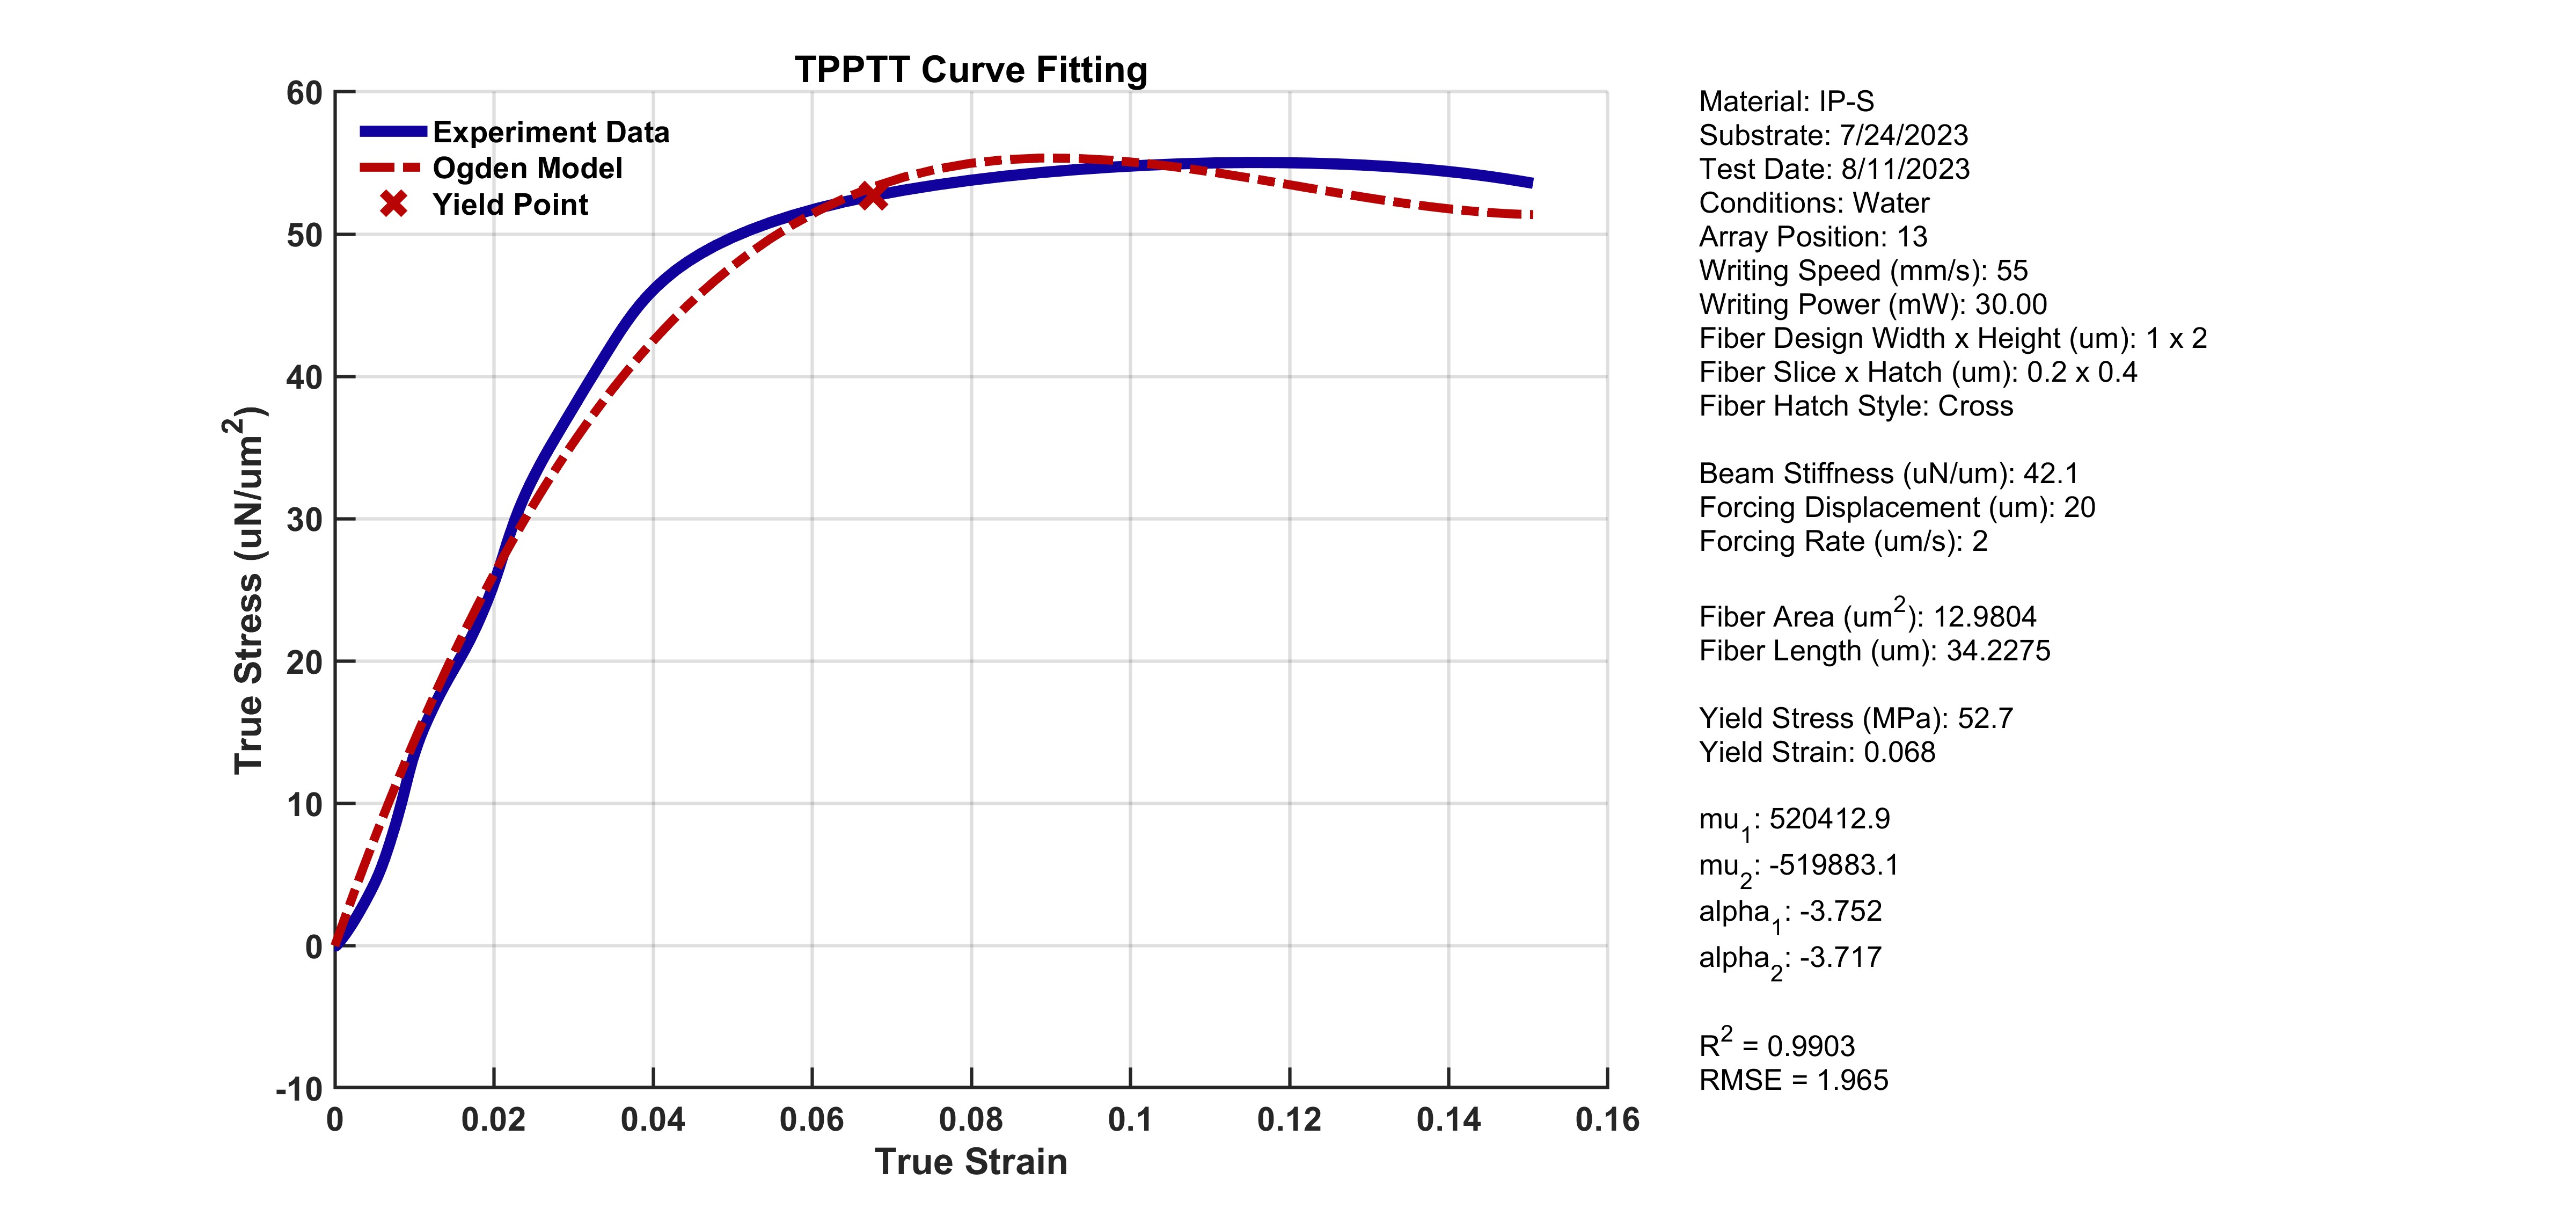 TPPTT Curve Fitting
60
50
40
30
20
10
0
-10
True Stress (uN/um²)
Experiment Data
Ogden Model
Yield Point
0 0.02 0.04 0.06 0.08 0.1 0.12 0.14 0.16
True Strain
Material: IP-S
Substrate: 7/24/2023
Test Date: 8/11/2023
Conditions: Water
Array Position: 13
Writing Speed (mm/s): 55
Writing Power (mW): 30.00
Fiber Design Width x Height (um): 1 x 2
Fiber Slice x Hatch (um): 0.2 x 0.4
Fiber Hatch Style: Cross
Beam Stiffness (uN/um): 42.1
Forcing Displacement (um): 20
Forcing Rate (um/s): 2
Fiber Area (um²): 12.9804
Fiber Length (um): 34.2275
Yield Stress (MPa): 52.7
Yield Strain: 0.068
mu₁: 520412.9
mu₂: -519883.1
alpha₁: -3.752
alpha₂: -3.717
R² = 0.9903
RMSE = 1.965